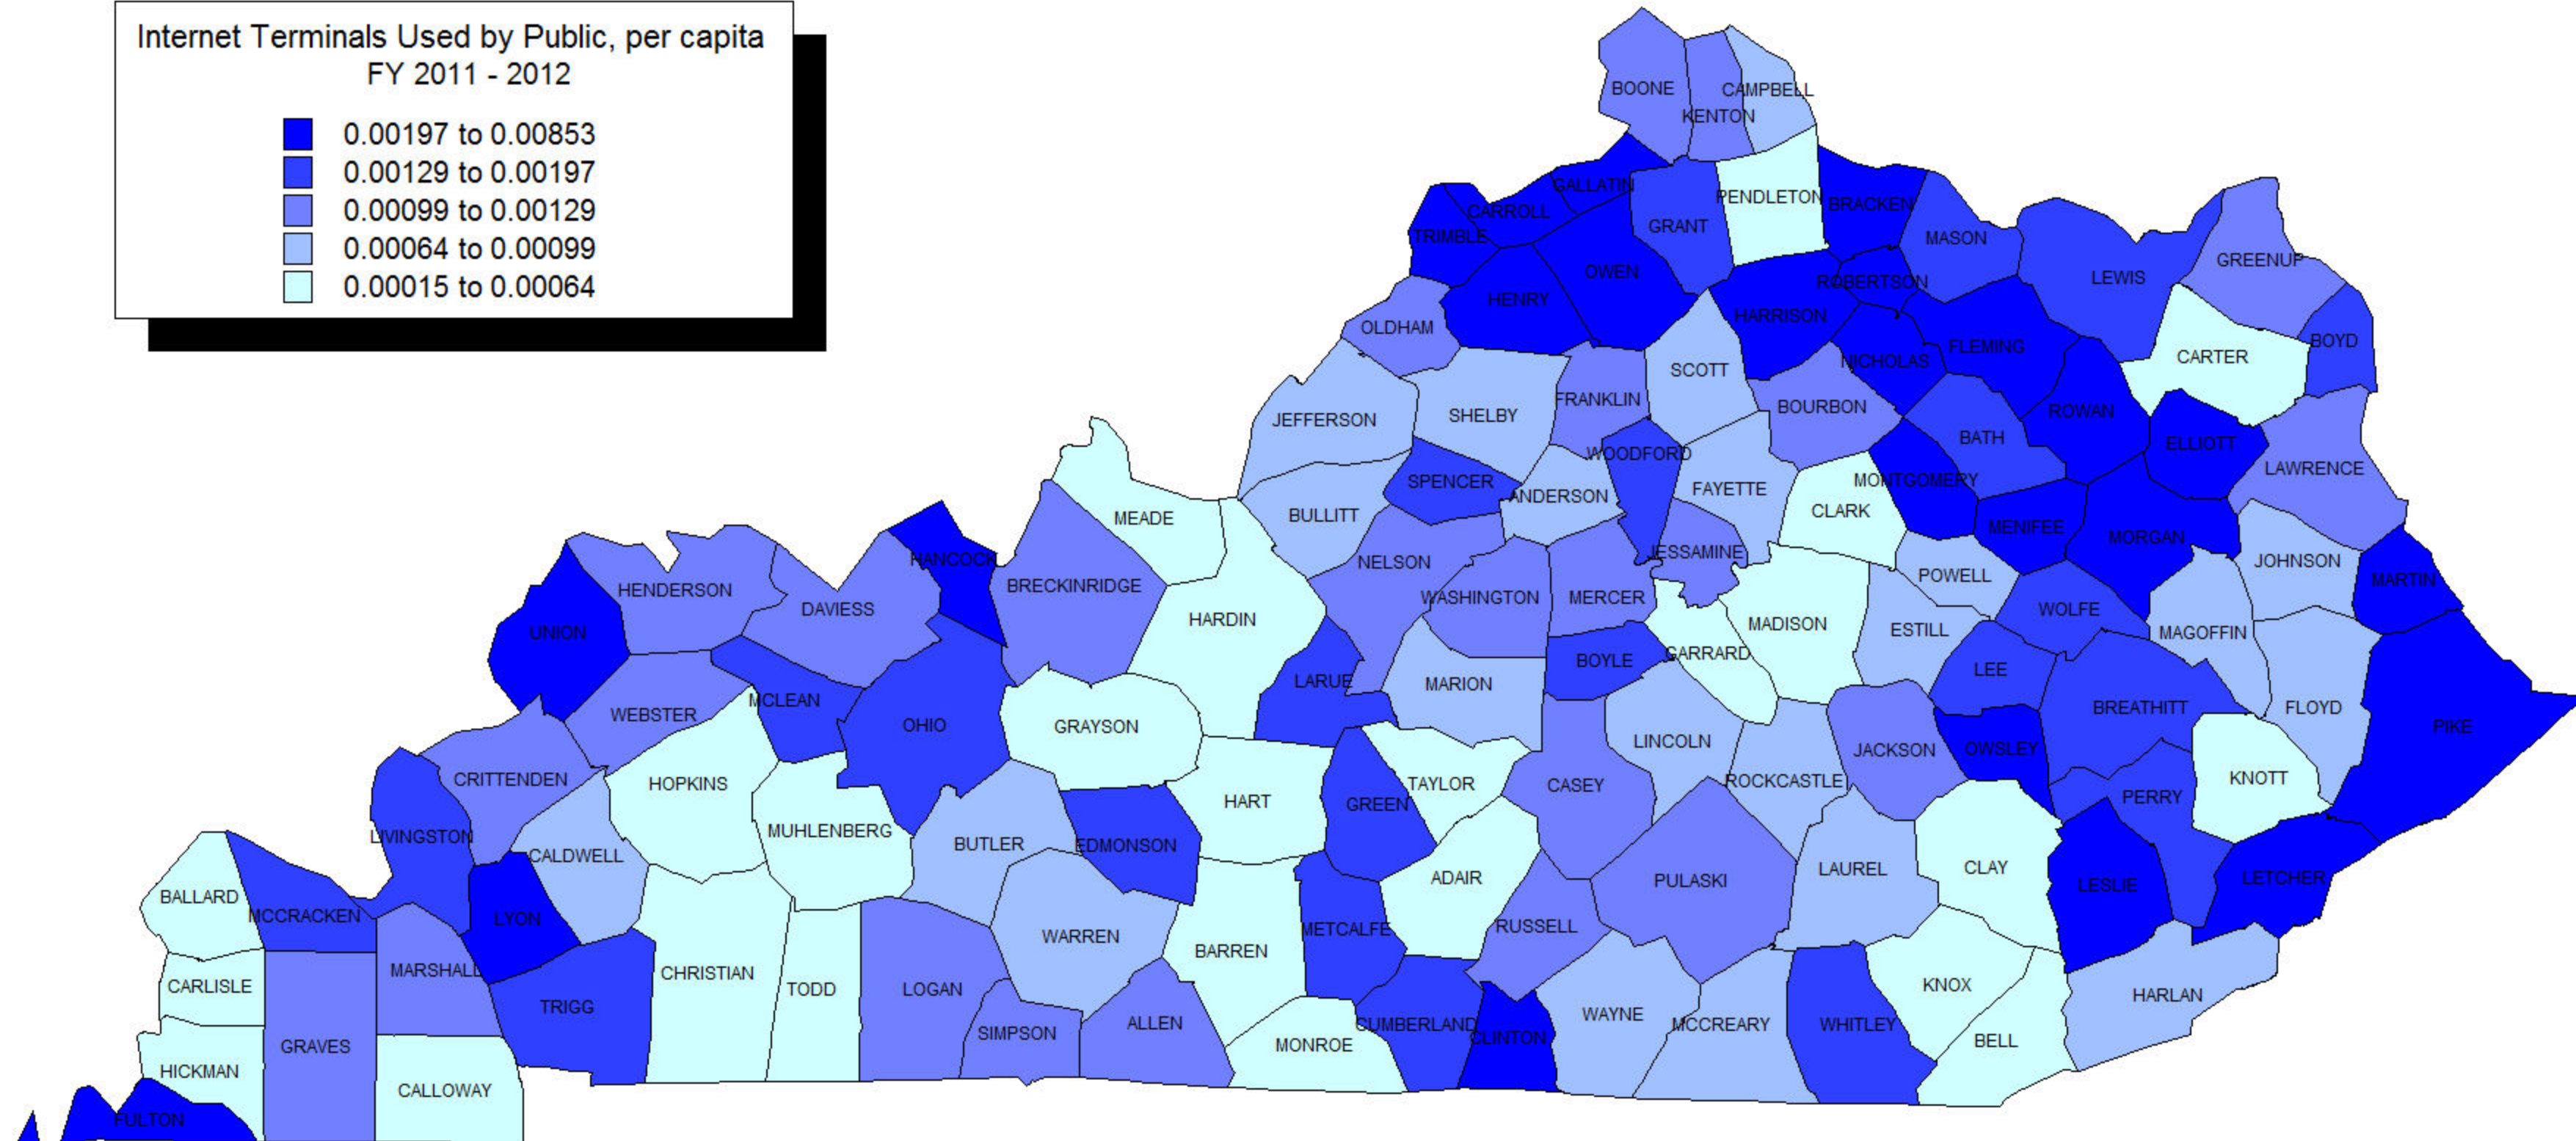 Internet Terminals Used by Public, per capita
FY 2011 - 2012
0.00197 to 0.00853
0.00129 to 0.00197
0.00099 to 0.00129
0.00064 to 0.00099
0.00015 to 0.00064
BOONE
CAMPBELL
KENTON
GALLATIN
CARROLL
TRIMBLE
PENDLETON
BRACKEN
GRANT
MASON
OWEN
HENRY
ROBERTSON
LEWIS
GREENUP
OLDHAM
HARRISON
BOYD
CARTER
FLEMING
NICHOLAS
SCOTT
FRANKLIN
BOURBON
ROWAN
JEFFERSON
SHELBY
BATH
ELLIOTT
WOODFORD
LAWRENCE
SPENCER
ANDERSON
FAYETTE
MONTGOMERY
CLARK
BULLITT
MEADE
MENIFEE
MORGAN
HANCOCK
NELSON
JESSAMINE
JOHNSON
POWELL
MARTIN
HENDERSON
BRECKINRIDGE
DAVIESS
WASHINGTON
MERCER
WOLFE
HARDIN
MADISON
ESTILL
MAGOFFIN
UNION
GARRARD
BOYLE
LEE
LARUE
MARION
MCLEAN
WEBSTER
OHIO
GRAYSON
BREATHITT
FLOYD
PIKE
LINCOLN
JACKSON
OWSLEY
CRITTENDEN
HOPKINS
TAYLOR
CASEY
ROCKCASTLE
KNOTT
PERRY
HART
GREEN
LIVINGSTON
MUHLENBERG
BUTLER
EDMONSON
CALDWELL
ADAIR
PULASKI
LAUREL
CLAY
LESLIE
LETCHER
BALLARD
MCCRACKEN
LYON
WARREN
METCALFE
RUSSELL
BARREN
MARSHALL
CHRISTIAN
CARLISLE
TODD
LOGAN
KNOX
HARLAN
TRIGG
WAYNE
ALLEN
SIMPSON
CUMBERLAND
CLINTON
MCCREARY
WHITLEY
GRAVES
MONROE
BELL
HICKMAN
CALLOWAY
FULTON